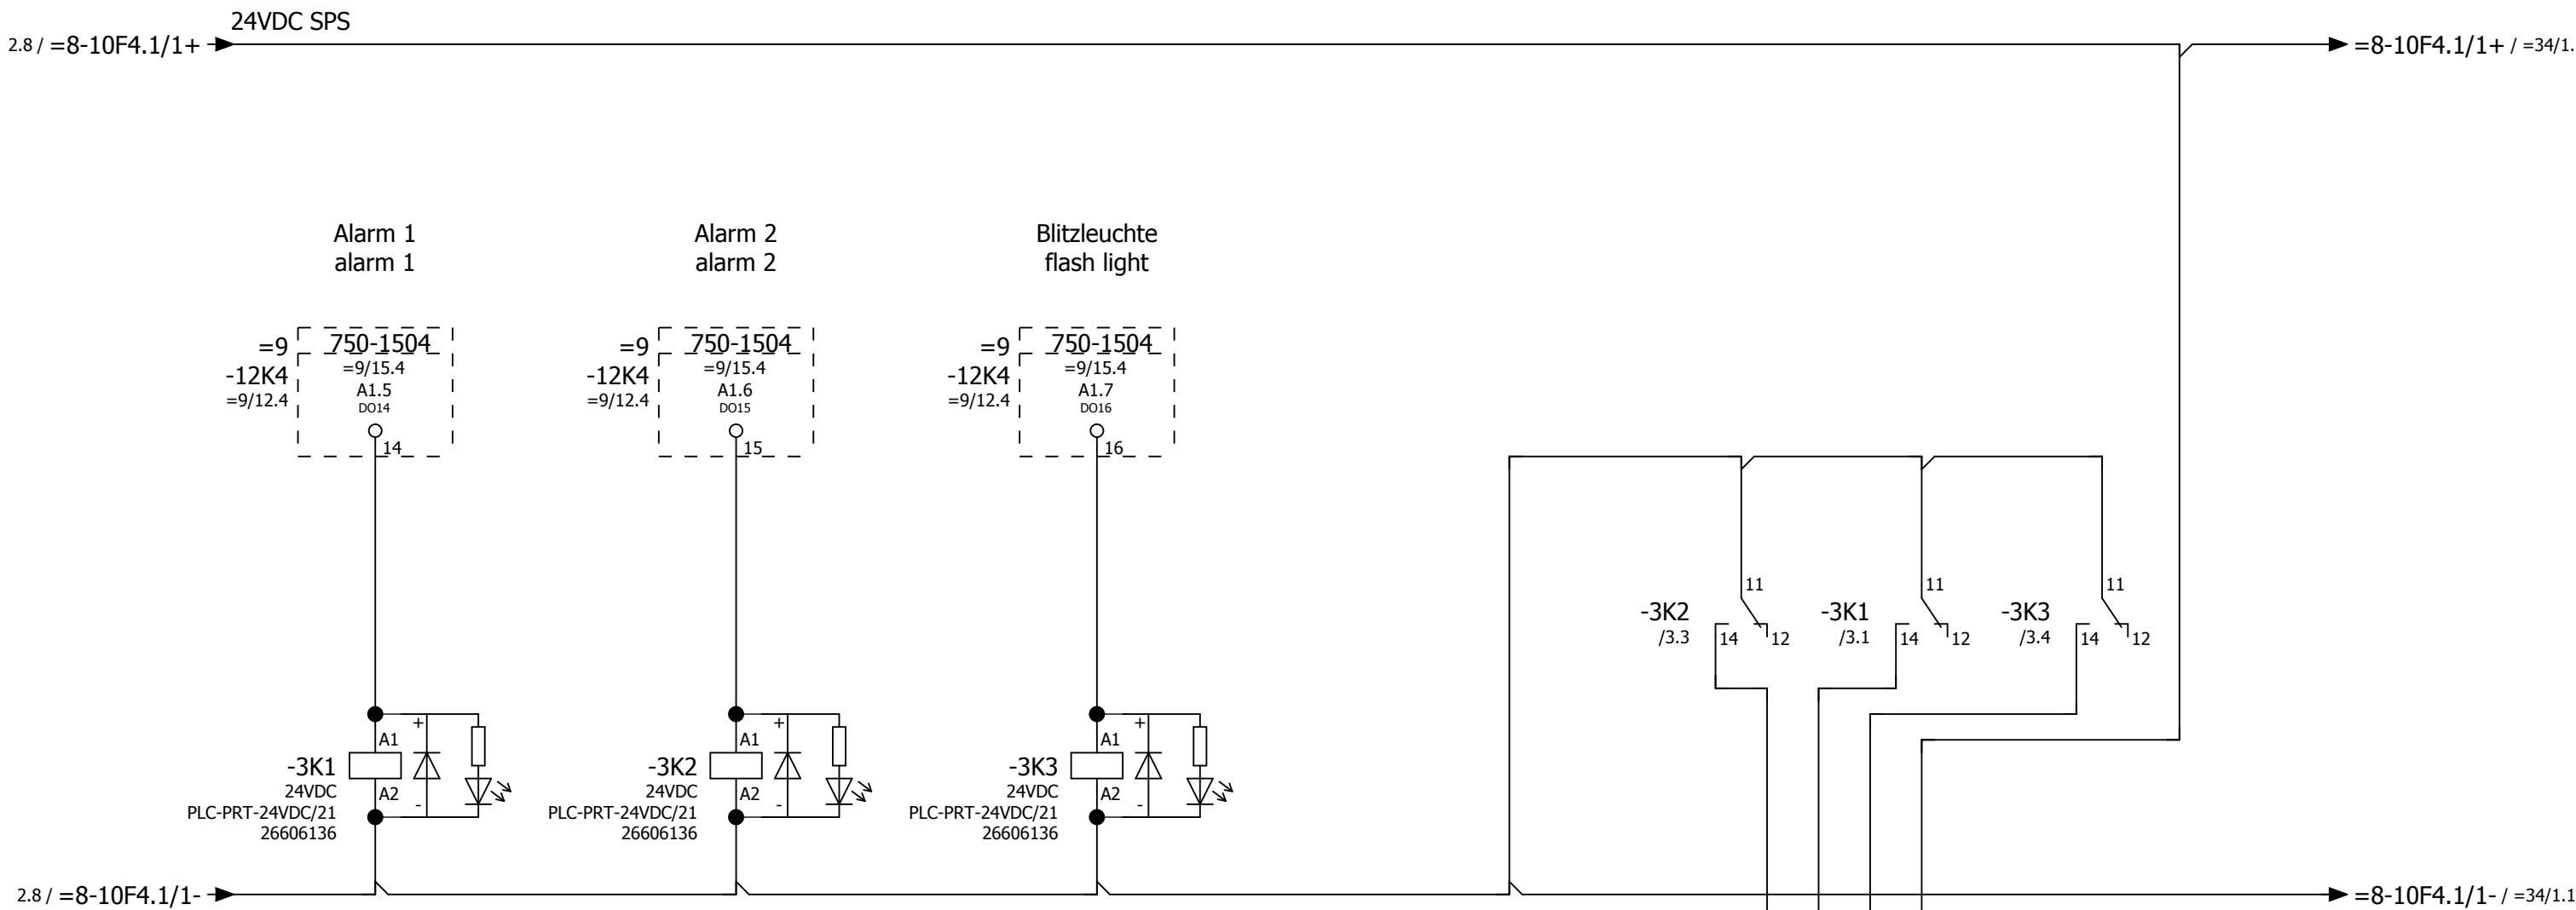 24VDC SPS
2.8 / =8-10F4.1/1+
=8-10F4.1/1+ / =34/1.
Alarm 1
alarm 1
Alarm 2
alarm 2
Blitzleuchte
flash light
=9
-12K4
=9/12.4
750-1504
=9/15.4
A1.5
DO14
14
=9
-12K4
=9/12.4
750-1504
=9/15.4
A1.6
DO15
15
=9
-12K4
=9/12.4
750-1504
=9/15.4
A1.7
DO16
16
-3K2
/3.3
11
14
12
-3K1
/3.1
11
14
12
-3K3
/3.4
11
14
12
-3K1
24VDC
PLC-PRT-24VDC/21
26606136
A1
A2
+
-
-3K2
24VDC
PLC-PRT-24VDC/21
26606136
A1
A2
+
-
-3K3
24VDC
PLC-PRT-24VDC/21
26606136
A1
A2
+
-
2.8 / =8-10F4.1/1-
=8-10F4.1/1- / =34/1.1